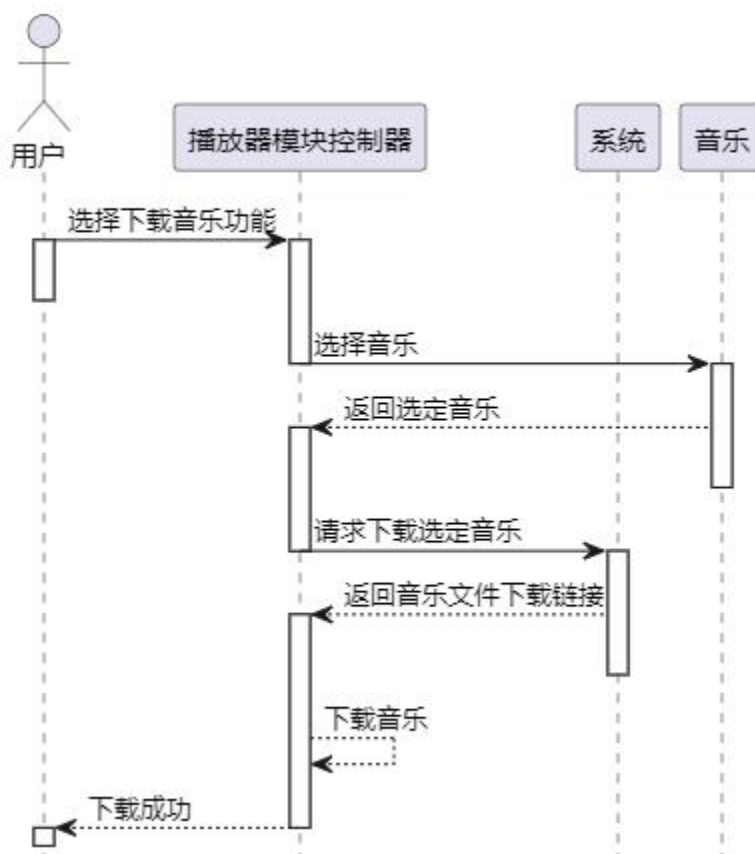 用户
播放器模块控制器
系统
音乐
选择下载音乐功能
选择音乐
返回选定音乐
请求下载选定音乐
返回音乐文件下载链接
下载音乐
下载成功